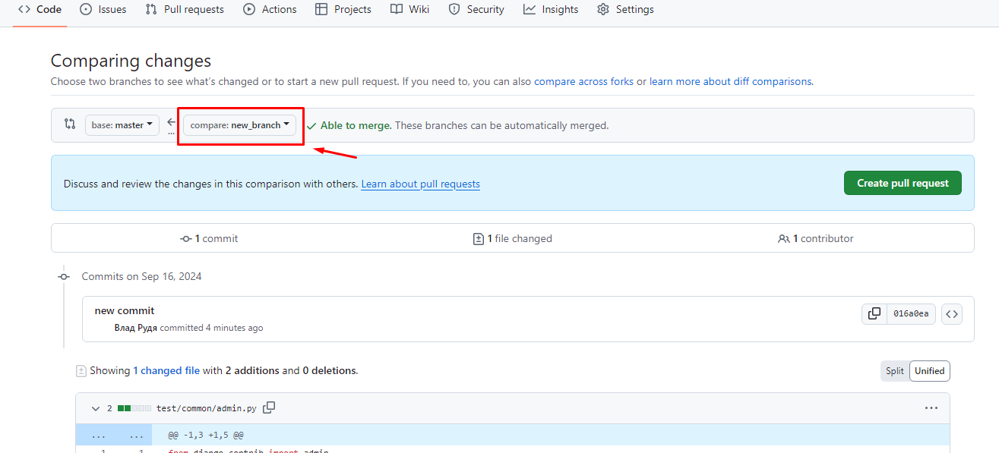 Code Issues Pull requests Actions Projects Wiki Security Insights Settings
Comparing changes
Choose two branches to see what's changed or to start a new pull request. If you need to, you can also compare across forks or learn more about diff comparisons.
base: master ... compare: new_branch Able to merge. These branches can be automatically merged.
Discuss and review the changes in this comparison with others. Learn about pull requests Create pull request
1 commit 1 file changed 1 contributor
Commits on Sep 16, 2024
new commit 016a0ea
Влад Рудя committed 4 minutes ago
Showing 1 changed file with 2 additions and 0 deletions. Split Unified
2 test/common/admin.py ...
... ... @@ -1,3 +1,5 @@
1 1 from django.contrib import admin